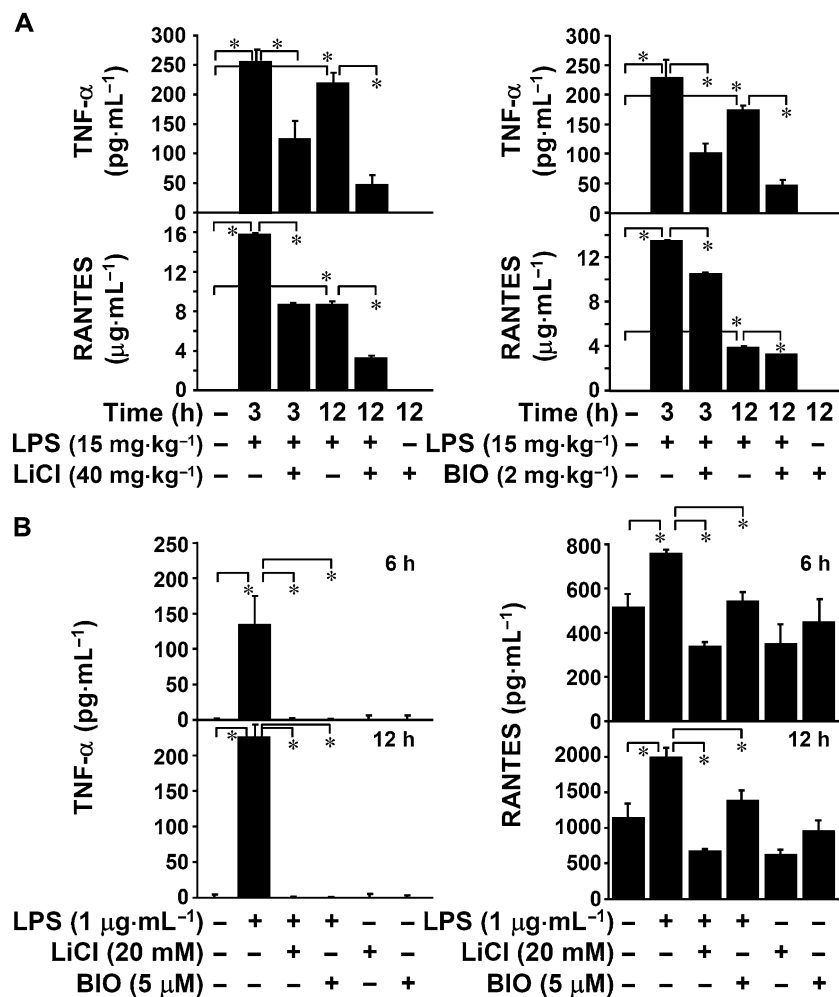 A
TNF-α (pg·mL⁻¹)
300
250
200
150
100
50
0
* * * *
RANTES (μg·mL⁻¹)
16
12
8
4
0
* * * *
Time (h) – 3 3 12 12 12
LPS (15 mg·kg⁻¹) – + + + + –
LiCl (40 mg·kg⁻¹) – – + – + +
TNF-α (pg·mL⁻¹)
300
250
200
150
100
50
0
* * * *
RANTES (μg·mL⁻¹)
12
8
4
0
* * * *
Time (h) – 3 3 12 12 12
LPS (15 mg·kg⁻¹) – + + + + –
BIO (2 mg·kg⁻¹) – – + – + +
B
TNF-α (pg·mL⁻¹)
250
200
150
100
50
0
6 h
* * *
200
150
100
50
0
12 h
* * *
LPS (1 μg·mL⁻¹) – + + + – –
LiCl (20 mM) – – + – + –
BIO (5 μM) – – – + – +
RANTES (pg·mL⁻¹)
800
600
400
200
0
6 h
* * *
2000
1500
1000
500
0
12 h
* * *
LPS (1 μg·mL⁻¹) – + + + – –
LiCl (20 mM) – – + – + –
BIO (5 μM) – – – + – +